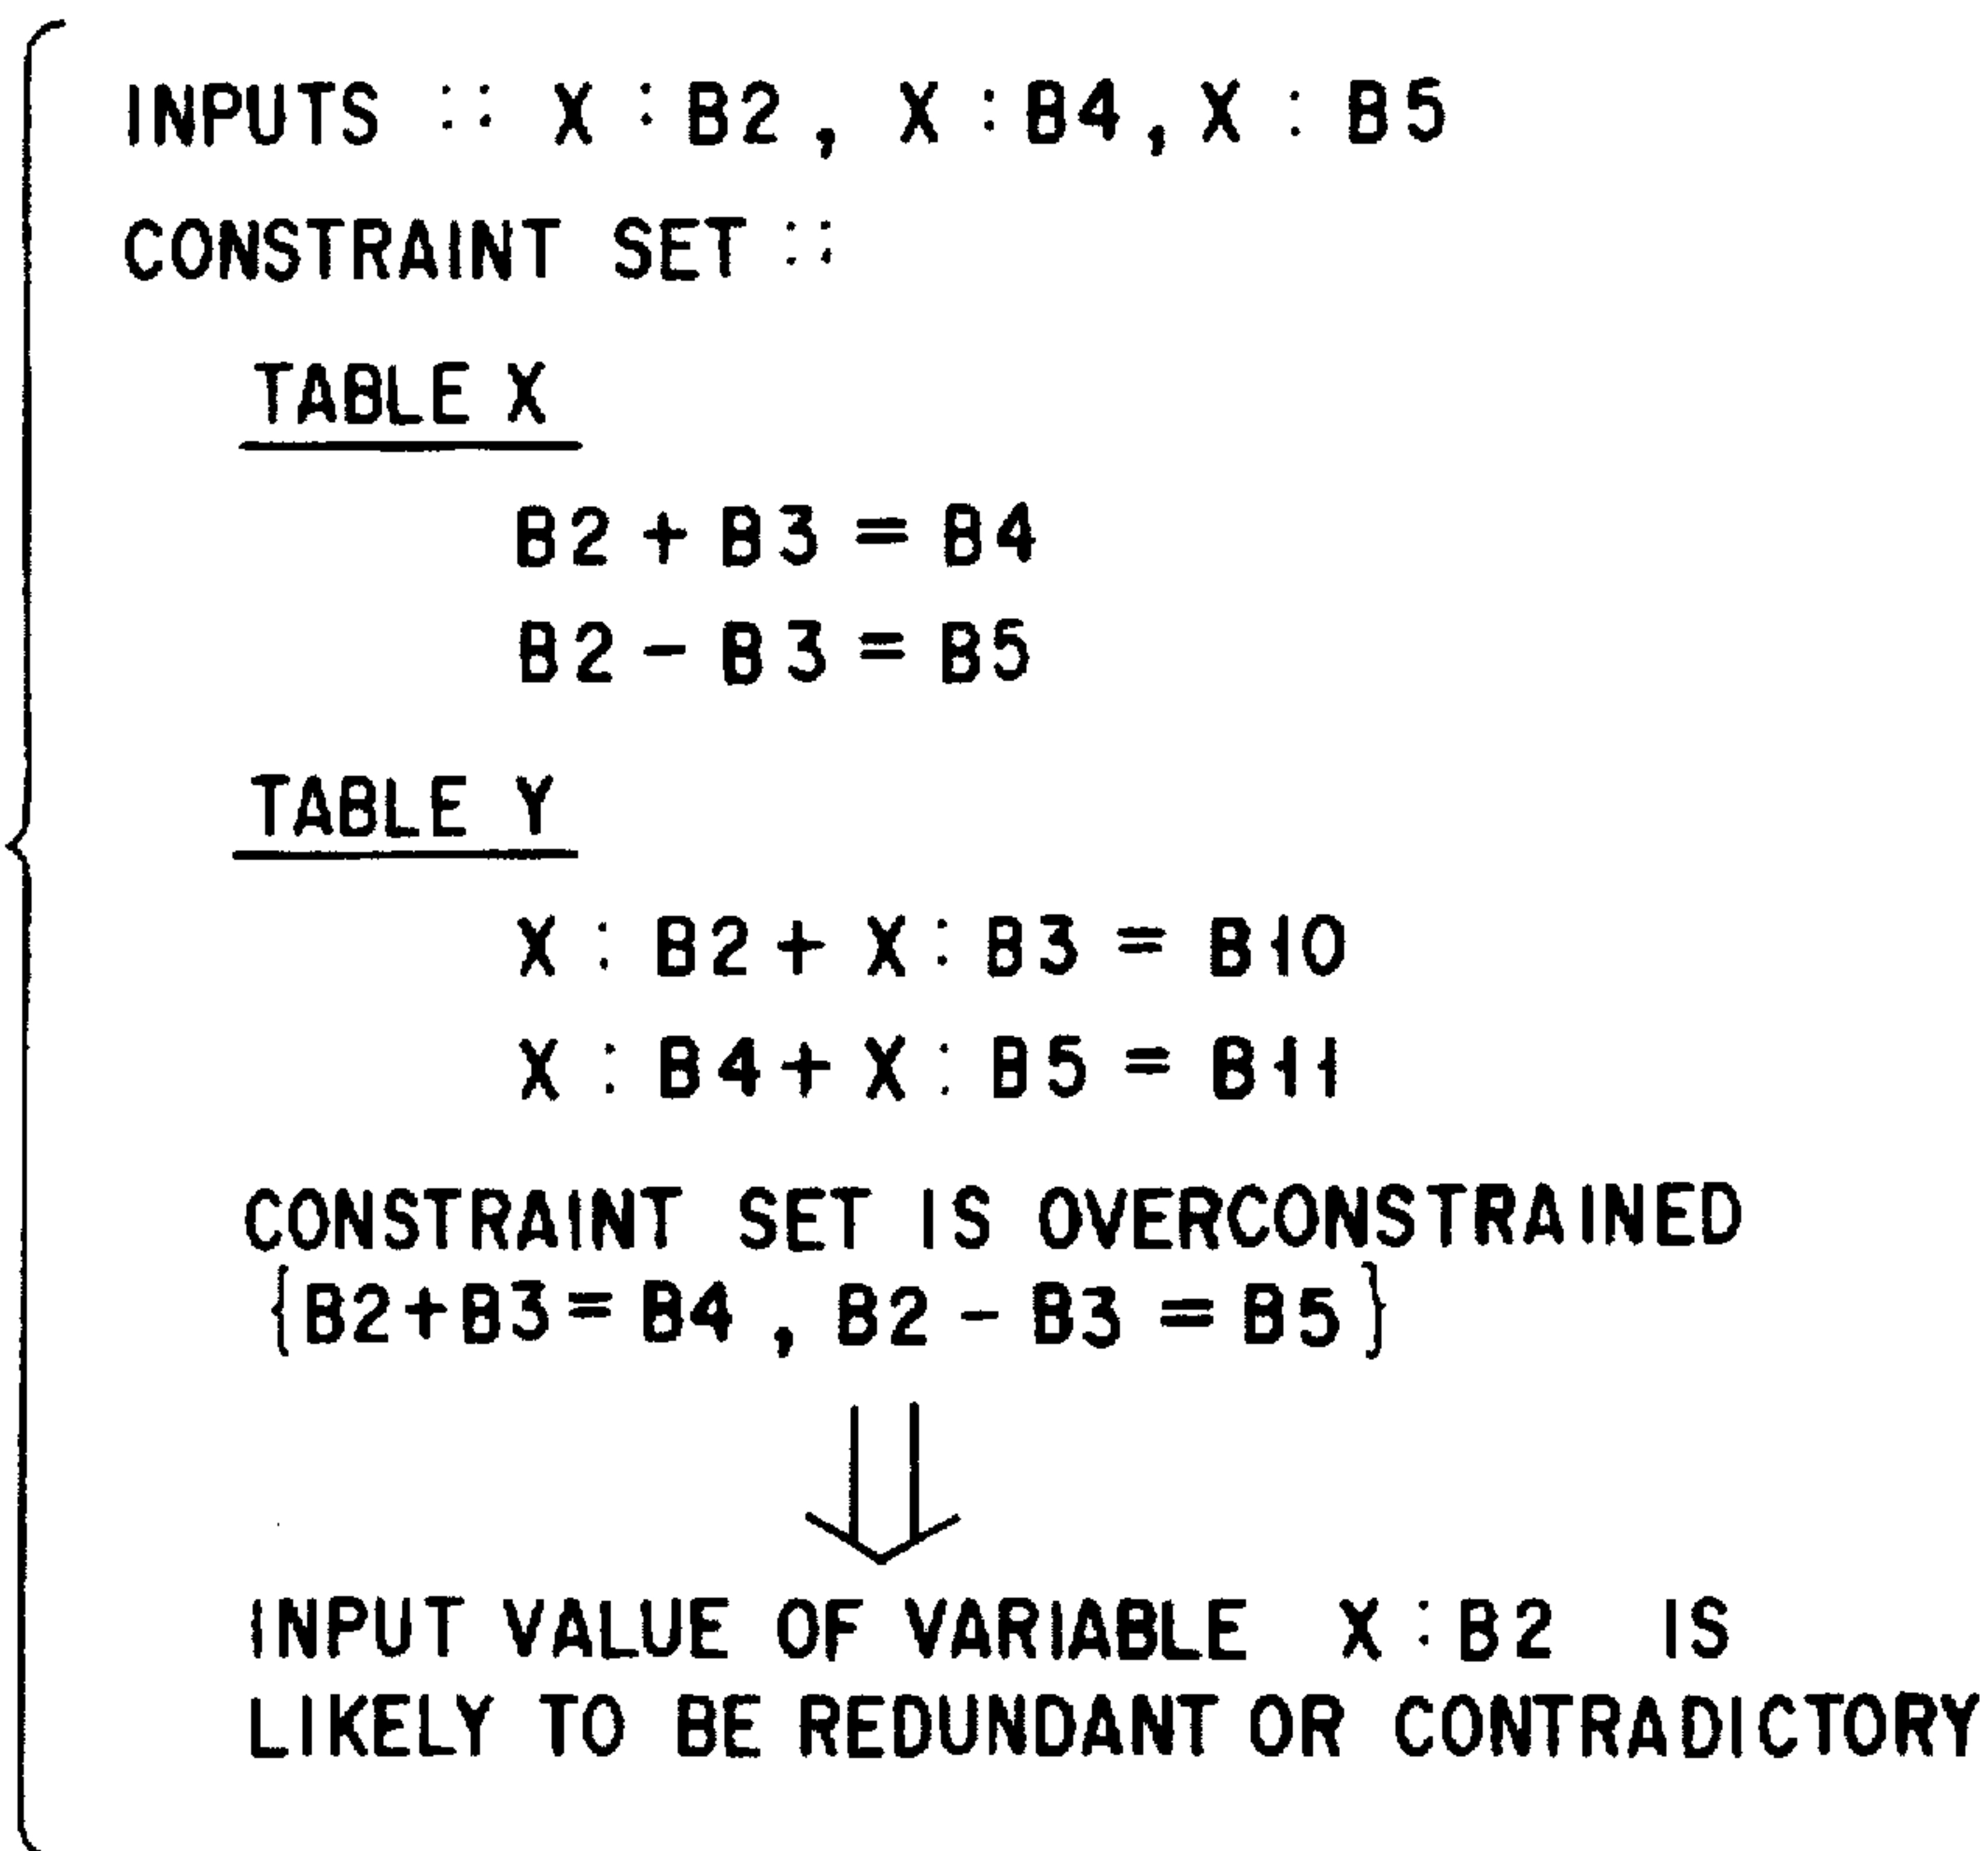 INPUTS :: X : B2, X : B4, X : B5
CONSTRAINT SET ::
TABLE X
B2 + B3 = B4
B2 - B3 = B5
TABLE Y
X : B2 + X : B3 = B10
X : B4 + X : B5 = B11
CONSTRAINT SET IS OVERCONSTRAINED
{B2+B3 = B4 , B2 - B3 = B5}
INPUT VALUE OF VARIABLE X : B2 IS
LIKELY TO BE REDUNDANT OR CONTRADICTORY